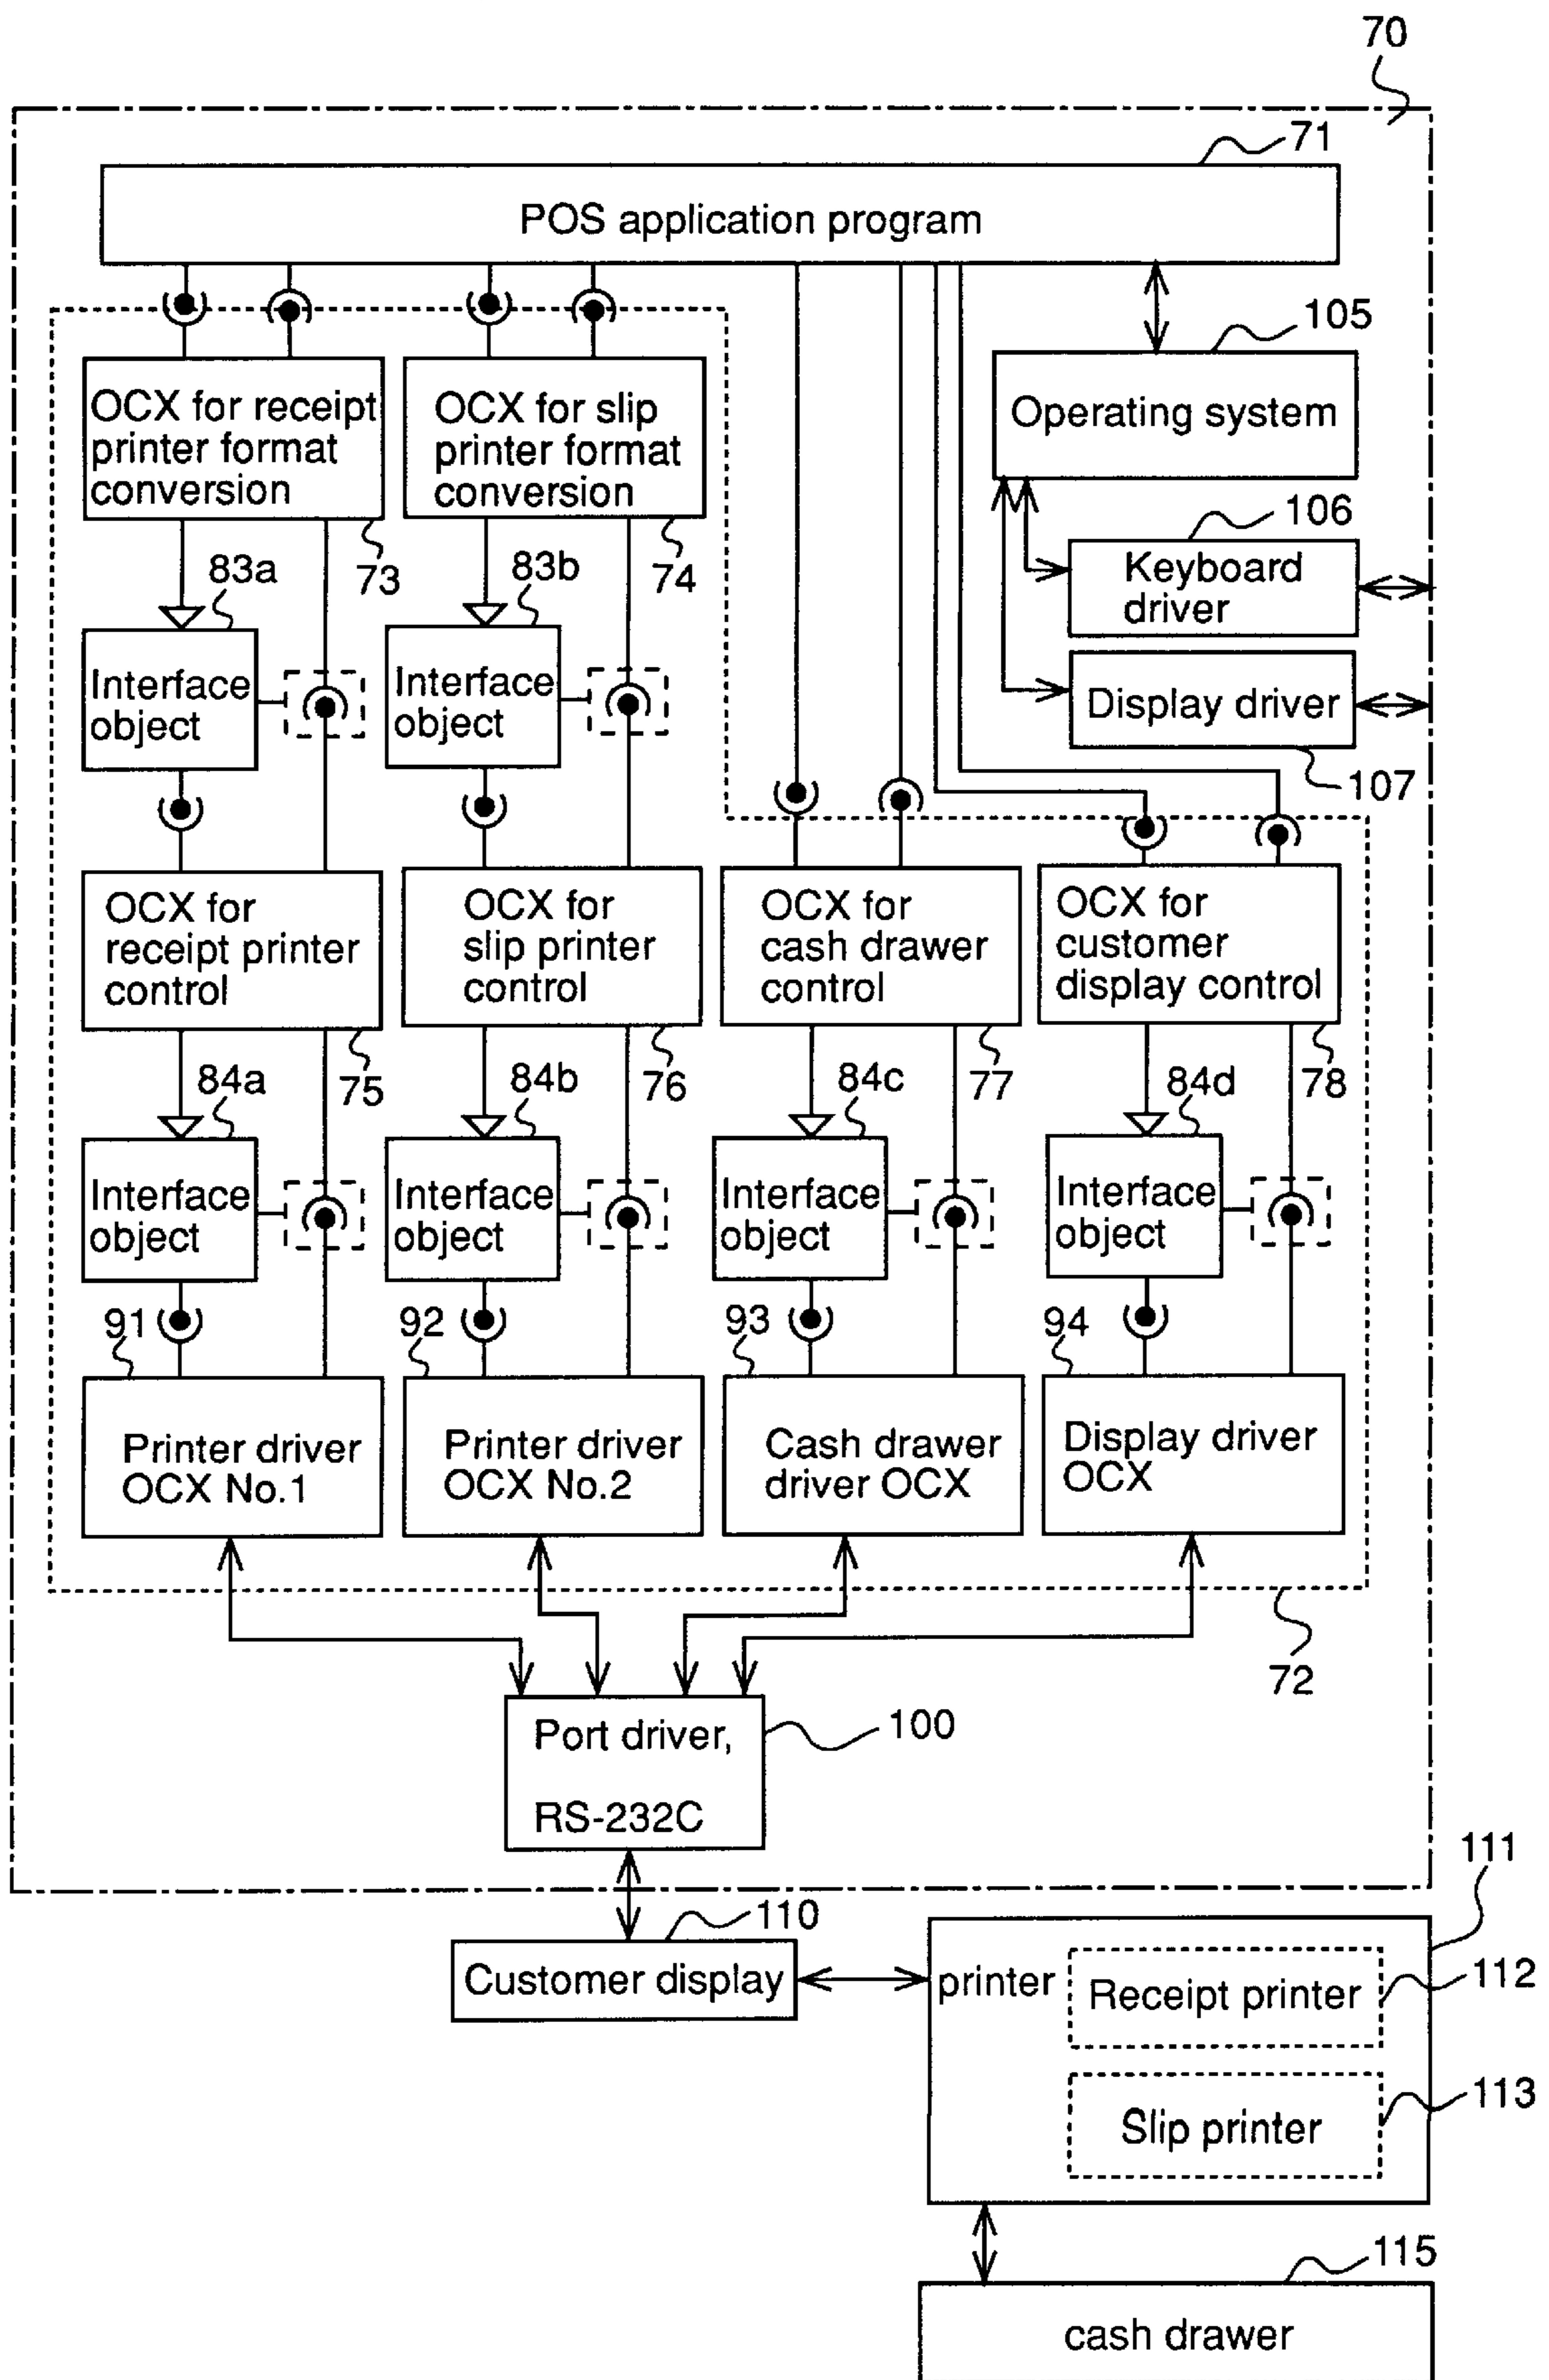 70
71
POS application program
105
OCX for receipt
printer format
conversion
OCX for slip
printer format
conversion
Operating system
106
83a
73
83b
74
Keyboard
driver
Interface
object
Interface
object
Display driver
107
OCX for
receipt printer
control
OCX for
slip printer
control
OCX for
cash drawer
control
OCX for
customer
display control
84a
75
84b
76
84c
77
84d
78
Interface
object
Interface
object
Interface
object
Interface
object
91
92
93
94
Printer driver
OCX No.1
Printer driver
OCX No.2
Cash drawer
driver OCX
Display driver
OCX
72
Port driver,
RS-232C
100
111
110
Customer display
printer
Receipt printer
112
Slip printer
113
115
cash drawer